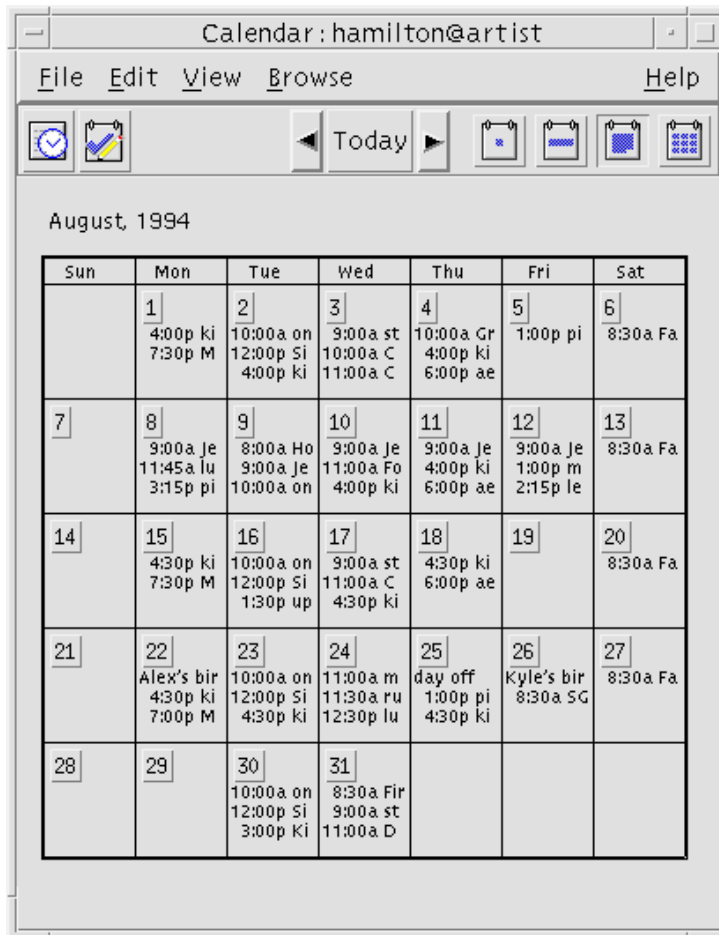 Calendar : hamilton@artist
File Edit View Browse Help
Today
August, 1994
Sun Mon Tue Wed Thu Fri Sat
1 2 3 4 5 6
4:00p ki 10:00a on 9:00a st 10:00a Gr 1:00p pi 8:30a Fa
7:30p M 12:00p Si 10:00a C 4:00p ki
4:00p ki 11:00a C 6:00p ae
7 8 9 10 11 12 13
9:00a Je 8:00a Ho 9:00a Je 9:00a Je 9:00a Je 8:30a Fa
11:45a lu 9:00a Je 11:00a Fo 4:00p ki 1:00p m
3:15p pi 10:00a on 4:00p ki 6:00p ae 2:15p le
14 15 16 17 18 19 20
4:30p ki 10:00a on 9:00a st 4:30p ki 8:30a Fa
7:30p M 12:00p Si 11:00a C 6:00p ae
1:30p up 4:30p ki
21 22 23 24 25 26 27
Alex's bir 10:00a on 11:00a m day off Kyle's bir 8:30a Fa
4:30p ki 12:00p Si 11:30a ru 1:00p pi 8:30a SG
7:00p M 4:30p ki 12:30p lu 4:30p ki
28 29 30 31
10:00a on 8:30a Fir
12:00p Si 9:00a st
3:00p Ki 11:00a D